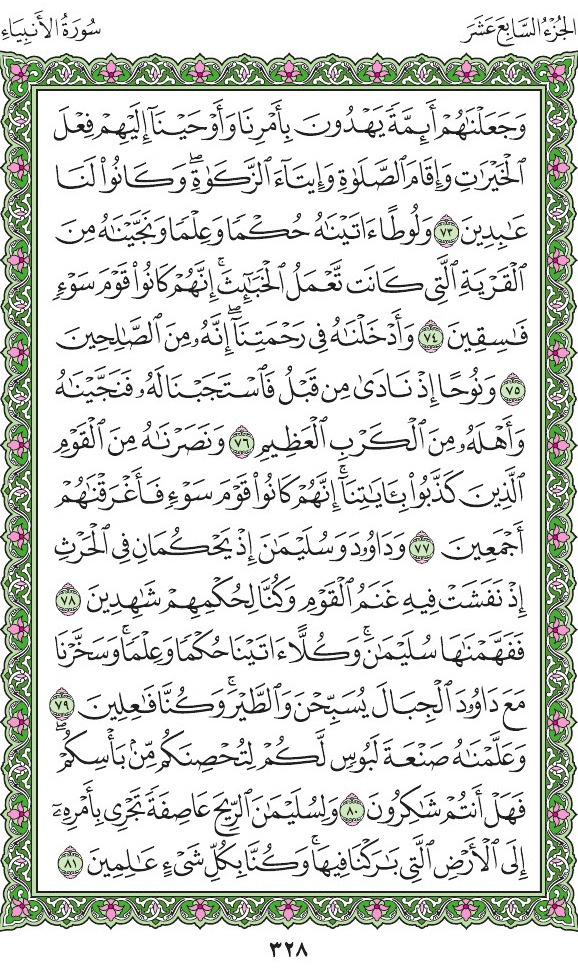 الجُزْءُ السَّابِعَ عَشَرَ
سُورَةُ الأَنبِيَاءِ
وَجَعَلۡنَٰهُمۡ أَئِمَّةٗ يَهۡدُونَ بِأَمۡرِنَا وَأَوۡحَيۡنَآ إِلَيۡهِمۡ فِعۡلَ
ٱلۡخَيۡرَٰتِ وَإِقَامَ ٱلصَّلَوٰةِ وَإِيتَآءَ ٱلزَّكَوٰةِۖ وَكَانُواْ لَنَا
عَٰبِدِينَ ٧٣ وَلُوطًا ءَاتَيۡنَٰهُ حُكۡمٗا وَعِلۡمٗا وَنَجَّيۡنَٰهُ مِنَ
ٱلۡقَرۡيَةِ ٱلَّتِي كَانَت تَّعۡمَلُ ٱلۡخَبَٰٓئِثَۚ إِنَّهُمۡ كَانُواْ قَوۡمَ سَوۡءٖ
فَٰسِقِينَ ٧٤ وَأَدۡخَلۡنَٰهُ فِي رَحۡمَتِنَآۖ إِنَّهُۥ مِنَ ٱلصَّٰلِحِينَ
٧٥ وَنُوحًا إِذۡ نَادَىٰ مِن قَبۡلُ فَٱسۡتَجَبۡنَا لَهُۥ فَنَجَّيۡنَٰهُ
وَأَهۡلَهُۥ مِنَ ٱلۡكَرۡبِ ٱلۡعَظِيمِ ٧٦ وَنَصَرۡنَٰهُ مِنَ ٱلۡقَوۡمِ
ٱلَّذِينَ كَذَّبُواْ بِـَٔايَٰتِنَآۚ إِنَّهُمۡ كَانُواْ قَوۡمَ سَوۡءٖ فَأَغۡرَقۡنَٰهُمۡ
أَجۡمَعِينَ ٧٧ وَدَاوُۥدَ وَسُلَيۡمَٰنَ إِذۡ يَحۡكُمَانِ فِي ٱلۡحَرۡثِ
إِذۡ نَفَشَتۡ فِيهِ غَنَمُ ٱلۡقَوۡمِ وَكُنَّا لِحُكۡمِهِمۡ شَٰهِدِينَ ٧٨
فَفَهَّمۡنَٰهَا سُلَيۡمَٰنَۚ وَكُلًّا ءَاتَيۡنَا حُكۡمٗا وَعِلۡمٗاۚ وَسَخَّرۡنَا
مَعَ دَاوُۥدَ ٱلۡجِبَالَ يُسَبِّحۡنَ وَٱلطَّيۡرَۚ وَكُنَّا فَٰعِلِينَ ٧٩
وَعَلَّمۡنَٰهُ صَنۡعَةَ لَبُوسٖ لَّكُمۡ لِتُحۡصِنَكُم مِّنۢ بَأۡسِكُمۡۖ
فَهَلۡ أَنتُمۡ شَٰكِرُونَ ٨٠ وَلِسُلَيۡمَٰنَ ٱلرِّيحَ عَاصِفَةٗ تَجۡرِي بِأَمۡرِهِۦٓ
إِلَى ٱلۡأَرۡضِ ٱلَّتِي بَٰرَكۡنَا فِيهَاۚ وَكُنَّا بِكُلِّ شَيۡءٍ عَٰلِمِينَ ٨١
٣٢٨